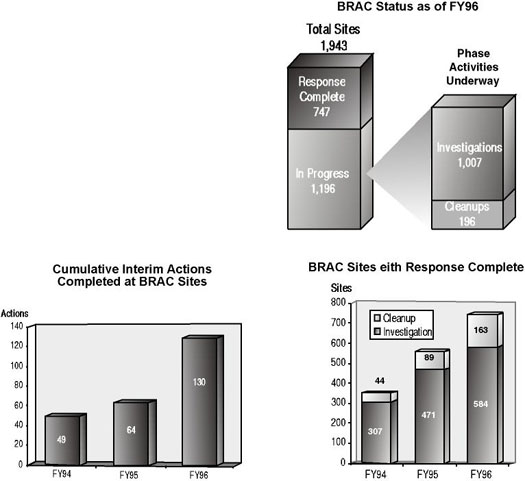 BRAC Status as of FY96
Total Sites
1,943
Response
Complete
747
In Progress
1,196
Phase
Activities
Underway
Investigations
1,007
Cleanups
196
Cumulative Interim Actions
Completed at BRAC Sites
Actions
140
120
100
80
60
40
20
0
49
64
130
FY94
FY95
FY96
BRAC Sites eith Response Complete
Sites
800
700
600
500
400
300
200
100
0
Cleanup
Investigation
44
307
89
471
163
584
FY94
FY95
FY96